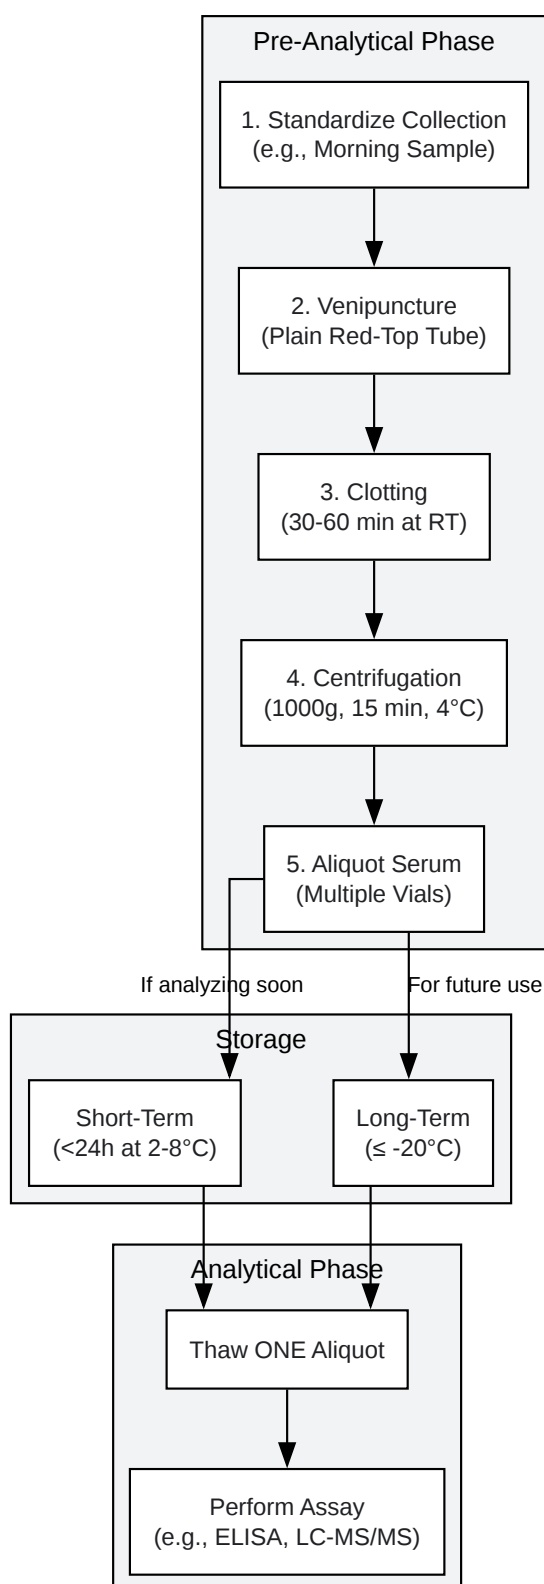 Pre-Analytical Phase
1. Standardize Collection
(e.g., Morning Sample)
2. Venipuncture
(Plain Red-Top Tube)
3. Clotting
(30-60 min at RT)
4. Centrifugation
(1000g, 15 min, 4°C)
5. Aliquot Serum
(Multiple Vials)
If analyzing soon
For future use
Storage
Short-Term
(<24h at 2-8°C)
Long-Term
(≤ -20°C)
Analytical Phase
Thaw ONE Aliquot
Perform Assay
(e.g., ELISA, LC-MS/MS)